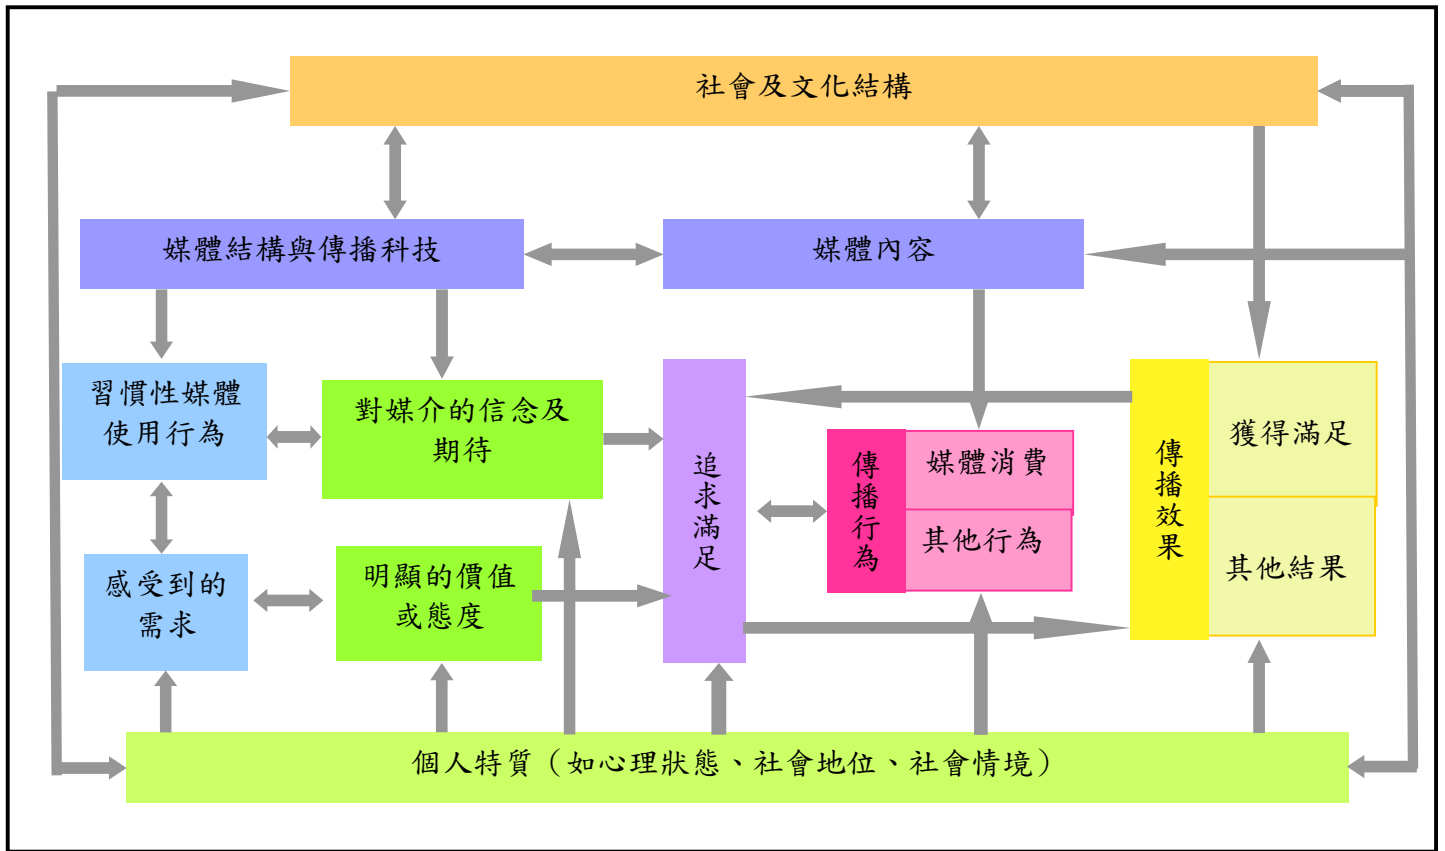 社會及文化結構
媒體結構與傳播科技
媒體內容
習慣性媒體
使用行為
對媒介的信念及
期待
追求滿足
傳播行為
媒體消費
其他行為
傳播效果
獲得滿足
其他結果
感受到的
需求
明顯的價值
或態度
個人特質（如心理狀態、社會地位、社會情境）